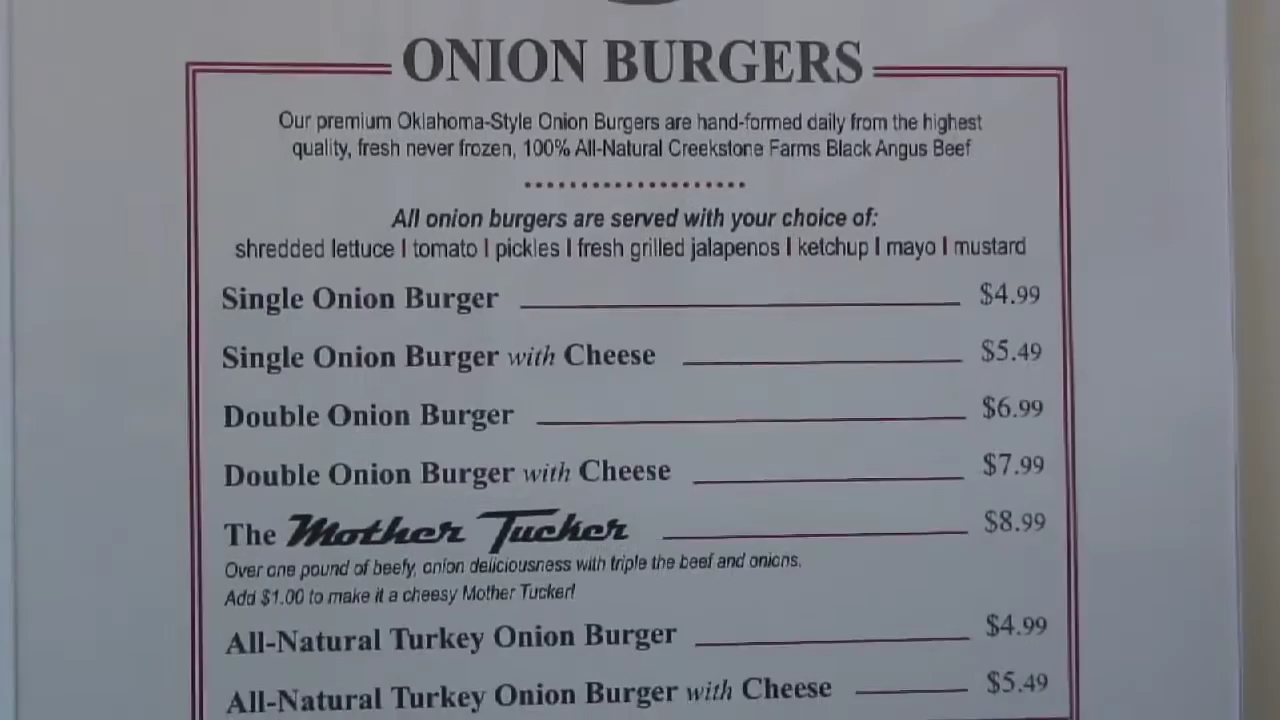 ONION BURGERS
Our premium Oklahoma-Style Onion Burgers are hand-formed daily from the highest
quality, fresh never frozen, 100% All-Natural Creekstone Farms Black Angus Beef
All onion burgers are served with your choice of:
shredded lettuce | tomato | pickles | fresh grilled jalapenos | ketchup | mayo | mustard
Single Onion Burger $4.99
Single Onion Burger with Cheese $5.49
Double Onion Burger $6.99
Double Onion Burger with Cheese $7.99
The Mother Tucker $8.99
Over one pound of beefy, onion deliciousness with triple the beef and onions.
Add $1.00 to make it a cheesy Mother Tucker!
All-Natural Turkey Onion Burger $4.99
All-Natural Turkey Onion Burger with Cheese $5.49